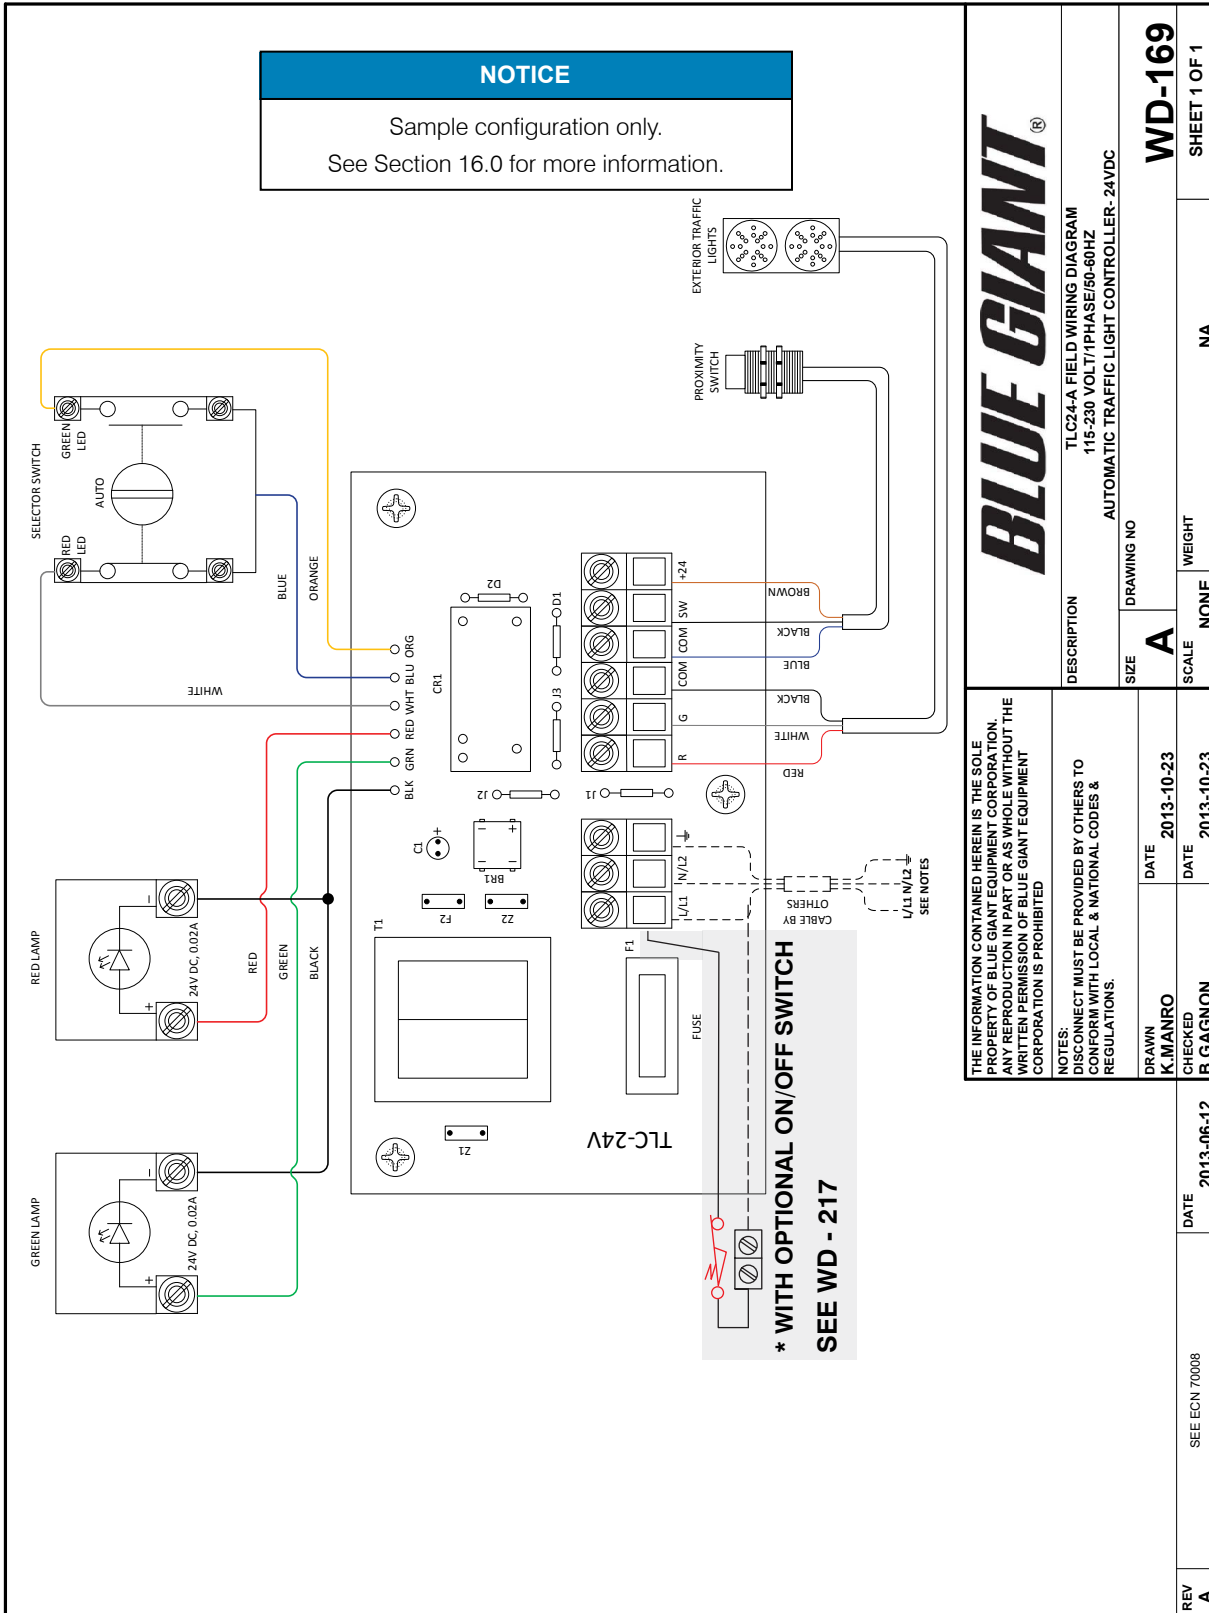 NOTICE
Sample configuration only.
See Section 16.0 for more information.
SELECTOR SWITCH
RED
LED
AUTO
GREEN
LED
WHITE
BLUE
ORANGE
RED LAMP
24V DC, 0.02A
+
–
RED
GREEN
BLACK
GREEN LAMP
24V DC, 0.02A
+
–
EXTERIOR TRAFFIC
LIGHTS
PROXIMITY
SWITCH
BLK
GRN
RED
WHT
BLU
ORG
CR1
D2
D1
J3
J2
J1
C1
+
BR1
–
–
–
+
F2
Z2
T1
Z1
F1
FUSE
TLC-24V
L/L1
N/L2
R
G
COM
COM
SW
+24
RED
WHITE
BLACK
BLUE
BLACK
BROWN
CABLE BY
OTHERS
L/L1 N/L2
SEE NOTES
* WITH OPTIONAL ON/OFF SWITCH
SEE WD - 217
THE INFORMATION CONTAINED HEREIN IS THE SOLE
PROPERTY OF BLUE GIANT EQUIPMENT CORPORATION.
ANY REPRODUCTION IN PART OR AS WHOLE WITHOUT THE
WRITTEN PERMISSION OF BLUE GIANT EQUIPMENT
CORPORATION IS PROHIBITED
NOTES:
DISCONNECT MUST BE PROVIDED BY OTHERS TO
CONFORM WITH LOCAL & NATIONAL CODES &
REGULATIONS.
DRAWN
K.MANRO
DATE
2013-10-23
CHECKED
B.GAGNON
DATE
2013-10-23
BLUE GIANT ®
DESCRIPTION
TLC24-A FIELD WIRING DIAGRAM
115-230 VOLT/1PHASE/50-60HZ
AUTOMATIC TRAFFIC LIGHT CONTROLLER- 24VDC
SIZE
A
DRAWING NO
WD-169
SCALE
NONE
WEIGHT
NA
SHEET 1 OF 1
REV
A
SEE ECN 70008
DATE
2013-06-12